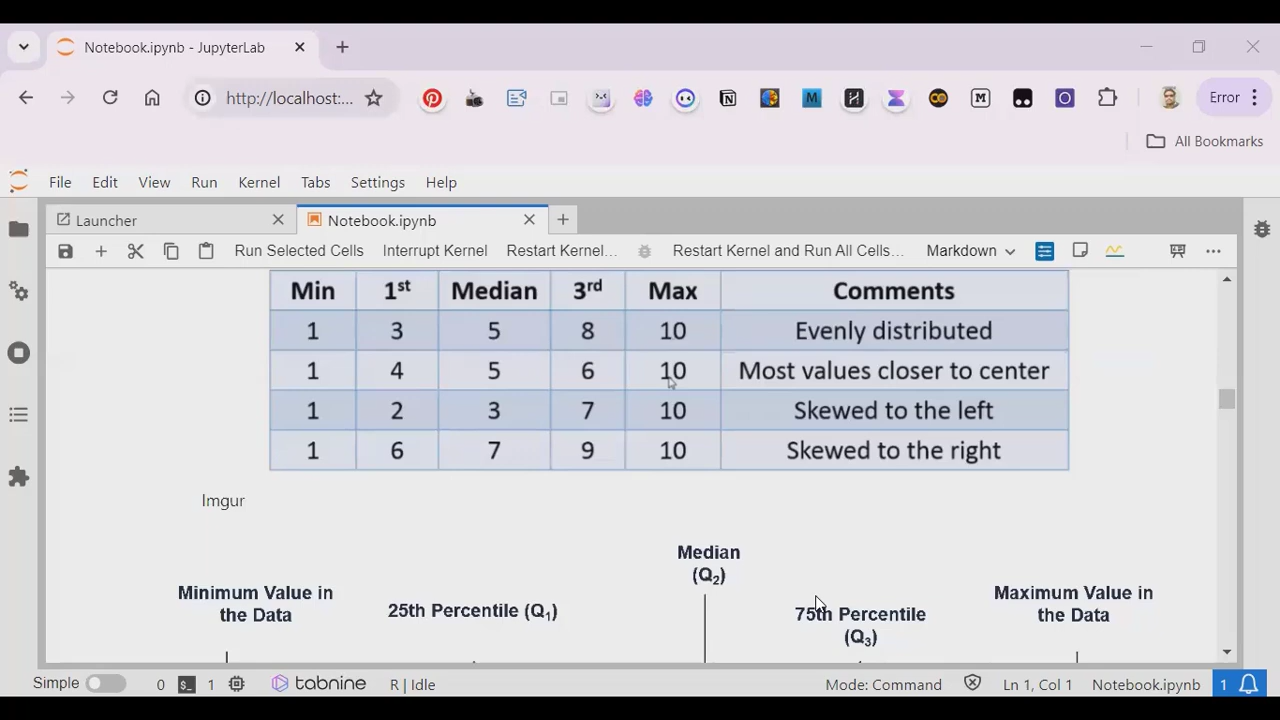 Notebook.ipynb - JupyterLab
http://localhost:...
Error
All Bookmarks
File Edit View Run Kernel Tabs Settings Help
Launcher Notebook.ipynb
Run Selected Cells Interrupt Kernel Restart Kernel... Restart Kernel and Run All Cells... Markdown
Min 1st Median 3rd Max Comments
1 3 5 8 10 Evenly distributed
1 4 5 6 10 Most values closer to center
1 2 3 7 10 Skewed to the left
1 6 7 9 10 Skewed to the right
Imgur
Median
(Q2)
Minimum Value in
the Data
25th Percentile (Q1)
75th Percentile
(Q3)
Maximum Value in
the Data
Simple 0 1 tabnine R | Idle Mode: Command Ln 1, Col 1 Notebook.ipynb 1